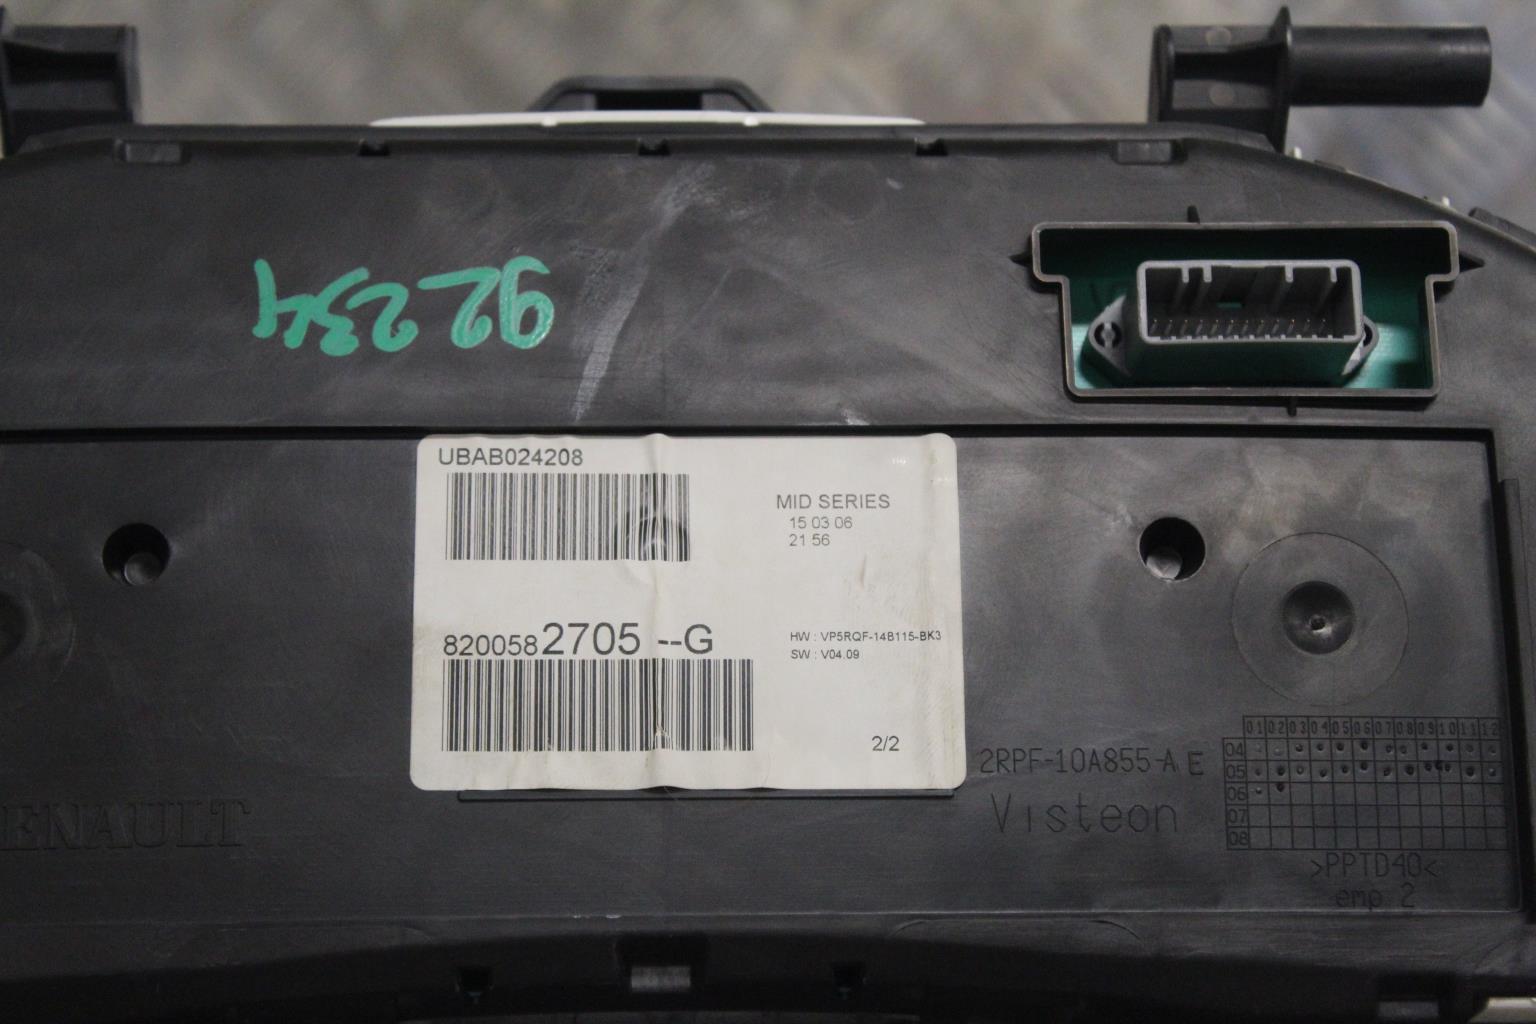 92234
UBAB024208
MID SERIES
15 03 06
21 56
8200582705--G
HW : VP5RQF-14B115-BK3
SW : V04.09
2/2
2RPF-10A855-A E
Visteon
ENAULT
01 02 03 04 05 06 07 08 09 10 11 12
04
05
06
07
08
>PPTD40<
emp 2